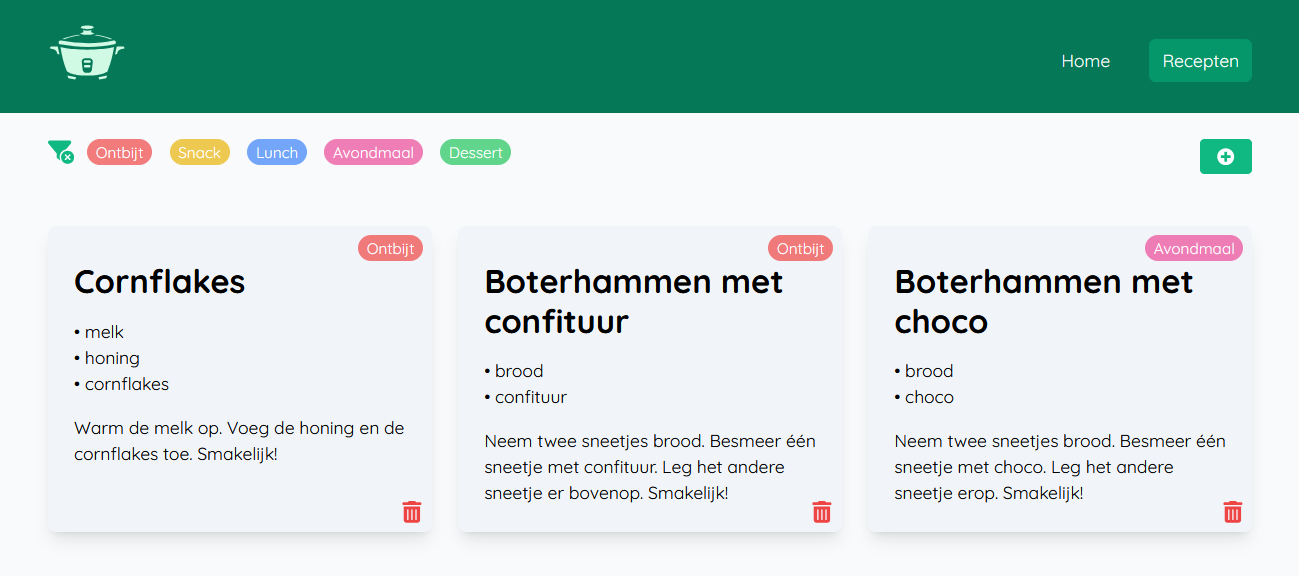 Home
Recepten
Ontbijt
Snack
Lunch
Avondmaal
Dessert
Ontbijt
Cornflakes
• melk
• honing
• cornflakes
Warm de melk op. Voeg de honing en de
cornflakes toe. Smakelijk!
Ontbijt
Boterhammen met
confituur
• brood
• confituur
Neem twee sneetjes brood. Besmeer één
sneetje met confituur. Leg het andere
sneetje er bovenop. Smakelijk!
Avondmaal
Boterhammen met
choco
• brood
• choco
Neem twee sneetjes brood. Besmeer één
sneetje met choco. Leg het andere
sneetje erop. Smakelijk!